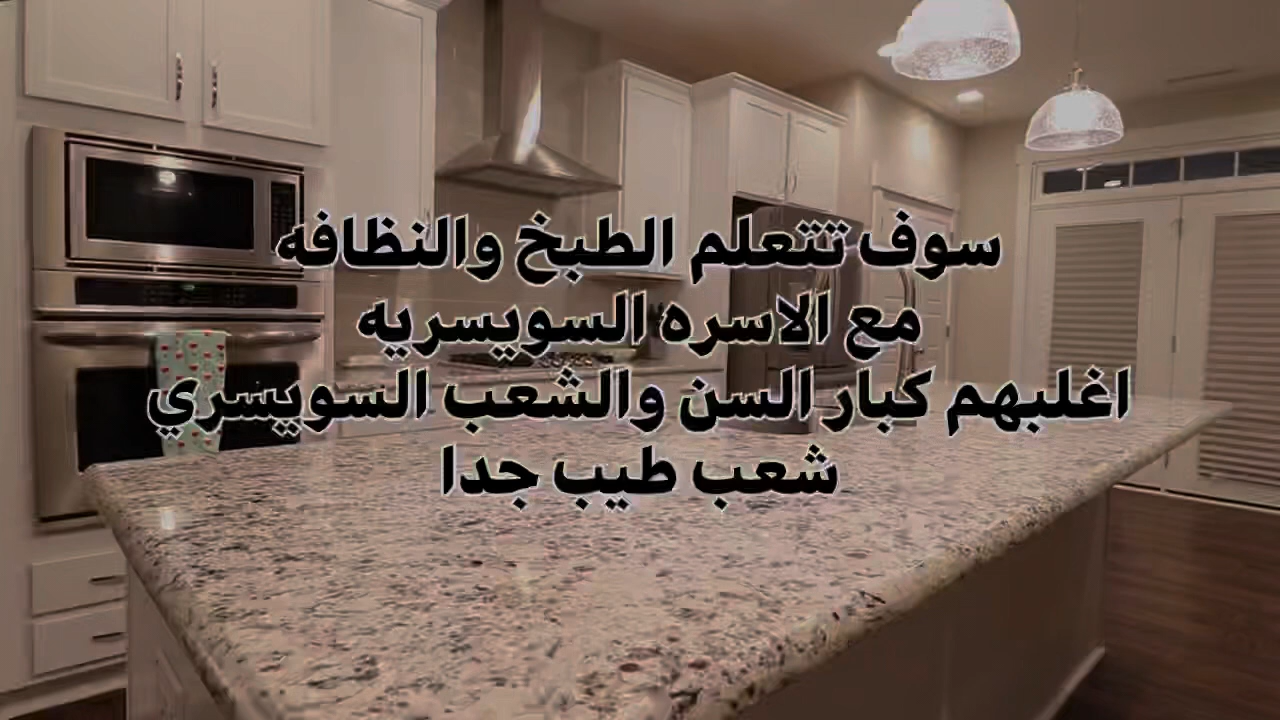 سوف تتعلم الطبخ والنظافه
مع الاسره السويسريه
اغلبهم كبار السن والشعب السويسري
شعب طيب جدا